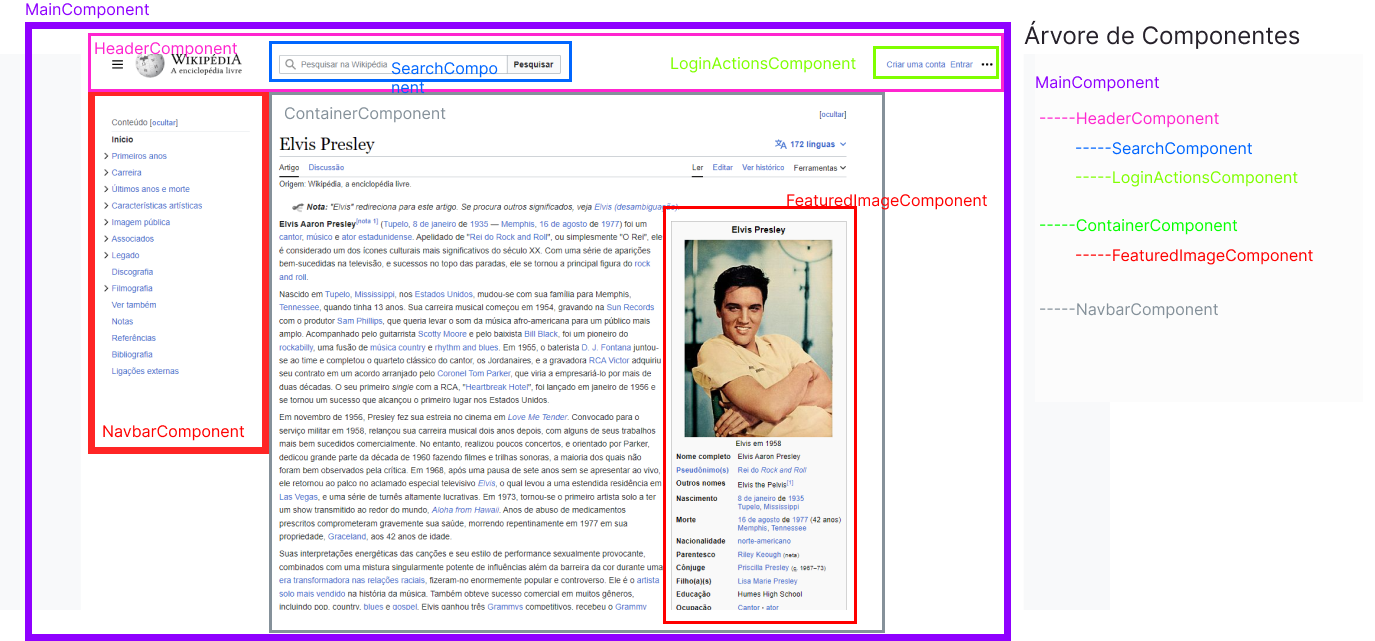 MainComponent
HeaderComponent
WIKIPÉDIA
A enciclopédia livre
Pesquisar na Wikipédia
Pesquisar
SearchCompo
nent
LoginActionsComponent
Criar uma conta Entrar •••
Conteúdo [ocultar]
Início
Primeiros anos
Carreira
Últimos anos e morte
Características artísticas
Imagem pública
Associados
Legado
Discografia
Filmografia
Ver também
Notas
Referências
Bibliografia
Ligações externas
NavbarComponent
ContainerComponent
[ocultar]
Elvis Presley
172 línguas
Artigo Discussão
Ler Editar Ver histórico Ferramentas
Origem: Wikipédia, a enciclopédia livre.
Nota: "Elvis" redireciona para este artigo. Se procura outros significados, veja Elvis (desambiguação).
Elvis Aaron Presley[nota 1] (Tupelo, 8 de janeiro de 1935 — Memphis, 16 de agosto de 1977) foi um
cantor, músico e ator estadunidense. Apelidado de "Rei do Rock and Roll", ou simplesmente "O Rei", ele
é considerado um dos ícones culturais mais significativos do século XX. Com uma série de aparições
bem-sucedidas na televisão, e sucessos no topo das paradas, ele se tornou a principal figura do rock
and roll.
Nascido em Tupelo, Mississippi, nos Estados Unidos, mudou-se com sua família para Memphis,
Tennessee, quando tinha 13 anos. Sua carreira musical começou em 1954, gravando na Sun Records
com o produtor Sam Phillips, que queria levar o som da música afro-americana para um público mais
amplo. Acompanhado pelo guitarrista Scotty Moore e pelo baixista Bill Black, foi um pioneiro do
rockabilly, uma fusão de música country e rhythm and blues. Em 1955, o baterista D. J. Fontana juntou-
se ao time e completou o quarteto clássico do cantor, os Jordanaires, e a gravadora RCA Victor adquiriu
seu contrato em um acordo arranjado pelo Coronel Tom Parker, que viria a empresariá-lo por mais de
duas décadas. O seu primeiro single com a RCA, "Heartbreak Hotel", foi lançado em janeiro de 1956 e
se tornou um sucesso que alcançou o primeiro lugar nos Estados Unidos.
Em novembro de 1956, Presley fez sua estreia no cinema em Love Me Tender. Convocado para o
serviço militar em 1958, relançou sua carreira musical dois anos depois, com alguns de seus trabalhos
mais bem sucedidos comercialmente. No entanto, realizou poucos concertos, e orientado por Parker,
dedicou grande parte da década de 1960 fazendo filmes e trilhas sonoras, a maioria dos quais não
foram bem observados pela crítica. Em 1968, após uma pausa de sete anos sem se apresentar ao vivo,
ele retornou ao palco no aclamado especial televisivo Elvis, o qual levou a uma estendida residência em
Las Vegas, e uma série de turnês altamente lucrativas. Em 1973, tornou-se o primeiro artista solo a ter
um show transmitido ao redor do mundo, Aloha from Hawaii. Anos de abuso de medicamentos
prescritos comprometeram gravemente sua saúde, morrendo repentinamente em 1977 em sua
propriedade, Graceland, aos 42 anos de idade.
Suas interpretações energéticas das canções e seu estilo de performance sexualmente provocante,
combinados com uma mistura singularmente potente de influências além da barreira da cor durante uma
era transformadora nas relações raciais, fizeram-no enormemente popular e controverso. Ele é o artista
solo mais vendido na história da música. Também obteve sucesso comercial em muitos gêneros,
incluindo pop, country, blues e gospel. Elvis ganhou três Grammys competitivos, recebeu o Grammy
FeaturedImageComponent
Elvis Presley
Elvis em 1958
Nome completo Elvis Aaron Presley
Pseudônimo(s) Rei do Rock and Roll
Outros nomes Elvis the Pelvis[1]
Nascimento 8 de janeiro de 1935
Tupelo, Mississippi
Morte 16 de agosto de 1977 (42 anos)
Memphis, Tennessee
Nacionalidade norte-americano
Parentesco Riley Keough (neta)
Cônjuge Priscilla Presley (c. 1967–73)
Filho(a)(s) Lisa Marie Presley
Educação Humes High School
Ocupação Cantor • ator
Árvore de Componentes
MainComponent
-----HeaderComponent
-----SearchComponent
-----LoginActionsComponent
-----ContainerComponent
-----FeaturedImageComponent
-----NavbarComponent